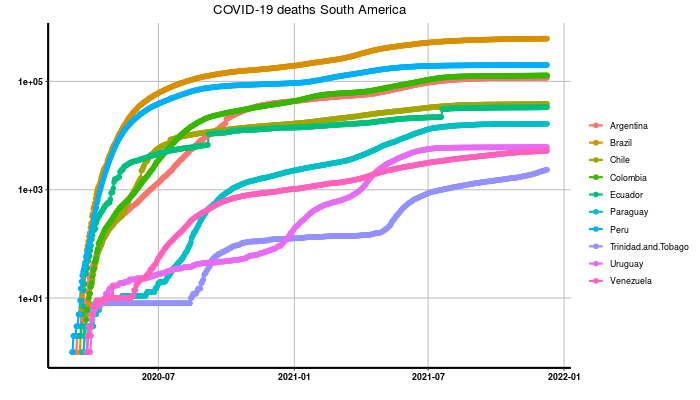 COVID-19 deaths South America
1e+05
1e+03
1e+01
2020-07
2021-01
2021-07
2022-01
Argentina
Brazil
Chile
Colombia
Ecuador
Paraguay
Peru
Trinidad.and.Tobago
Uruguay
Venezuela